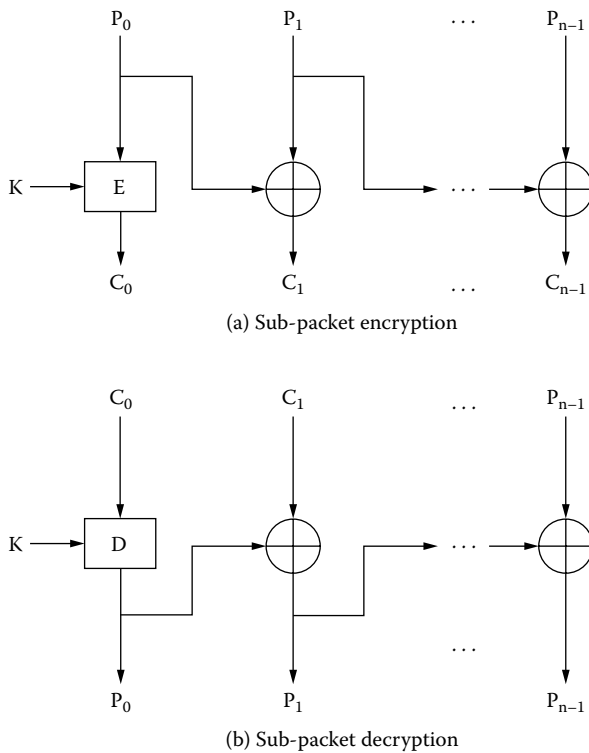 P₀ P₁ ... Pₙ₋₁
K E ...
C₀ C₁ ... Cₙ₋₁
(a) Sub-packet encryption
C₀ C₁ ... Pₙ₋₁
K D ...
...
P₀ P₁ Pₙ₋₁
(b) Sub-packet decryption